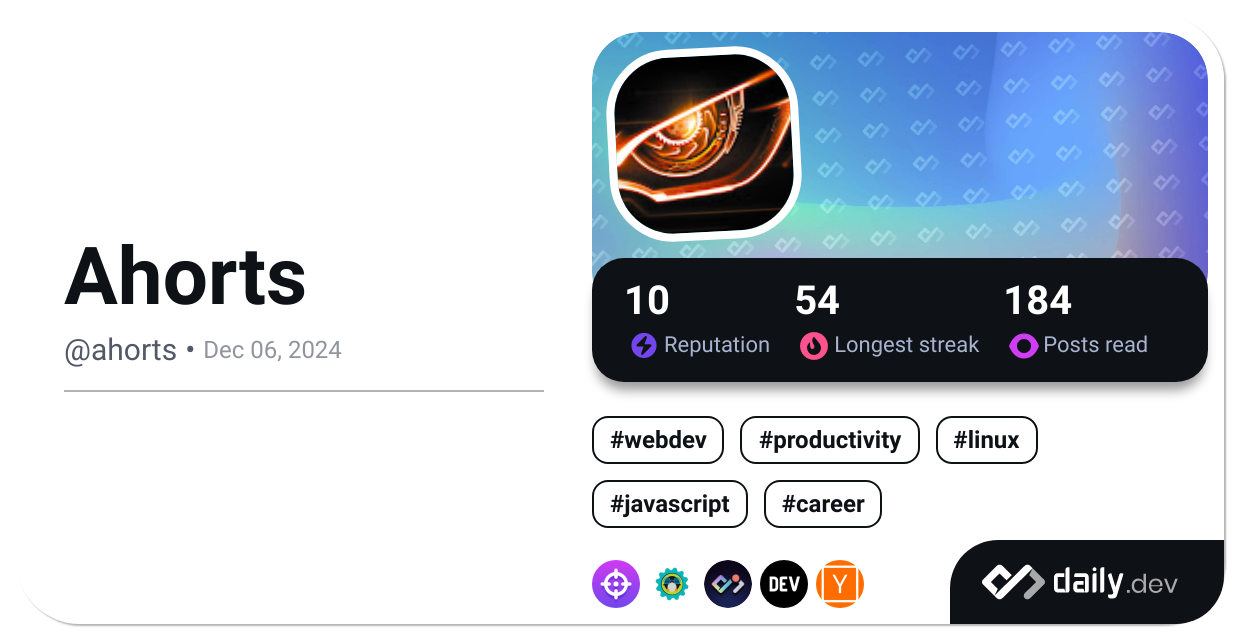 Ahorts
@ahorts • Dec 06, 2024
10 54 184
Reputation Longest streak Posts read
#webdev #productivity #linux
#javascript #career
DEV Y
daily.dev